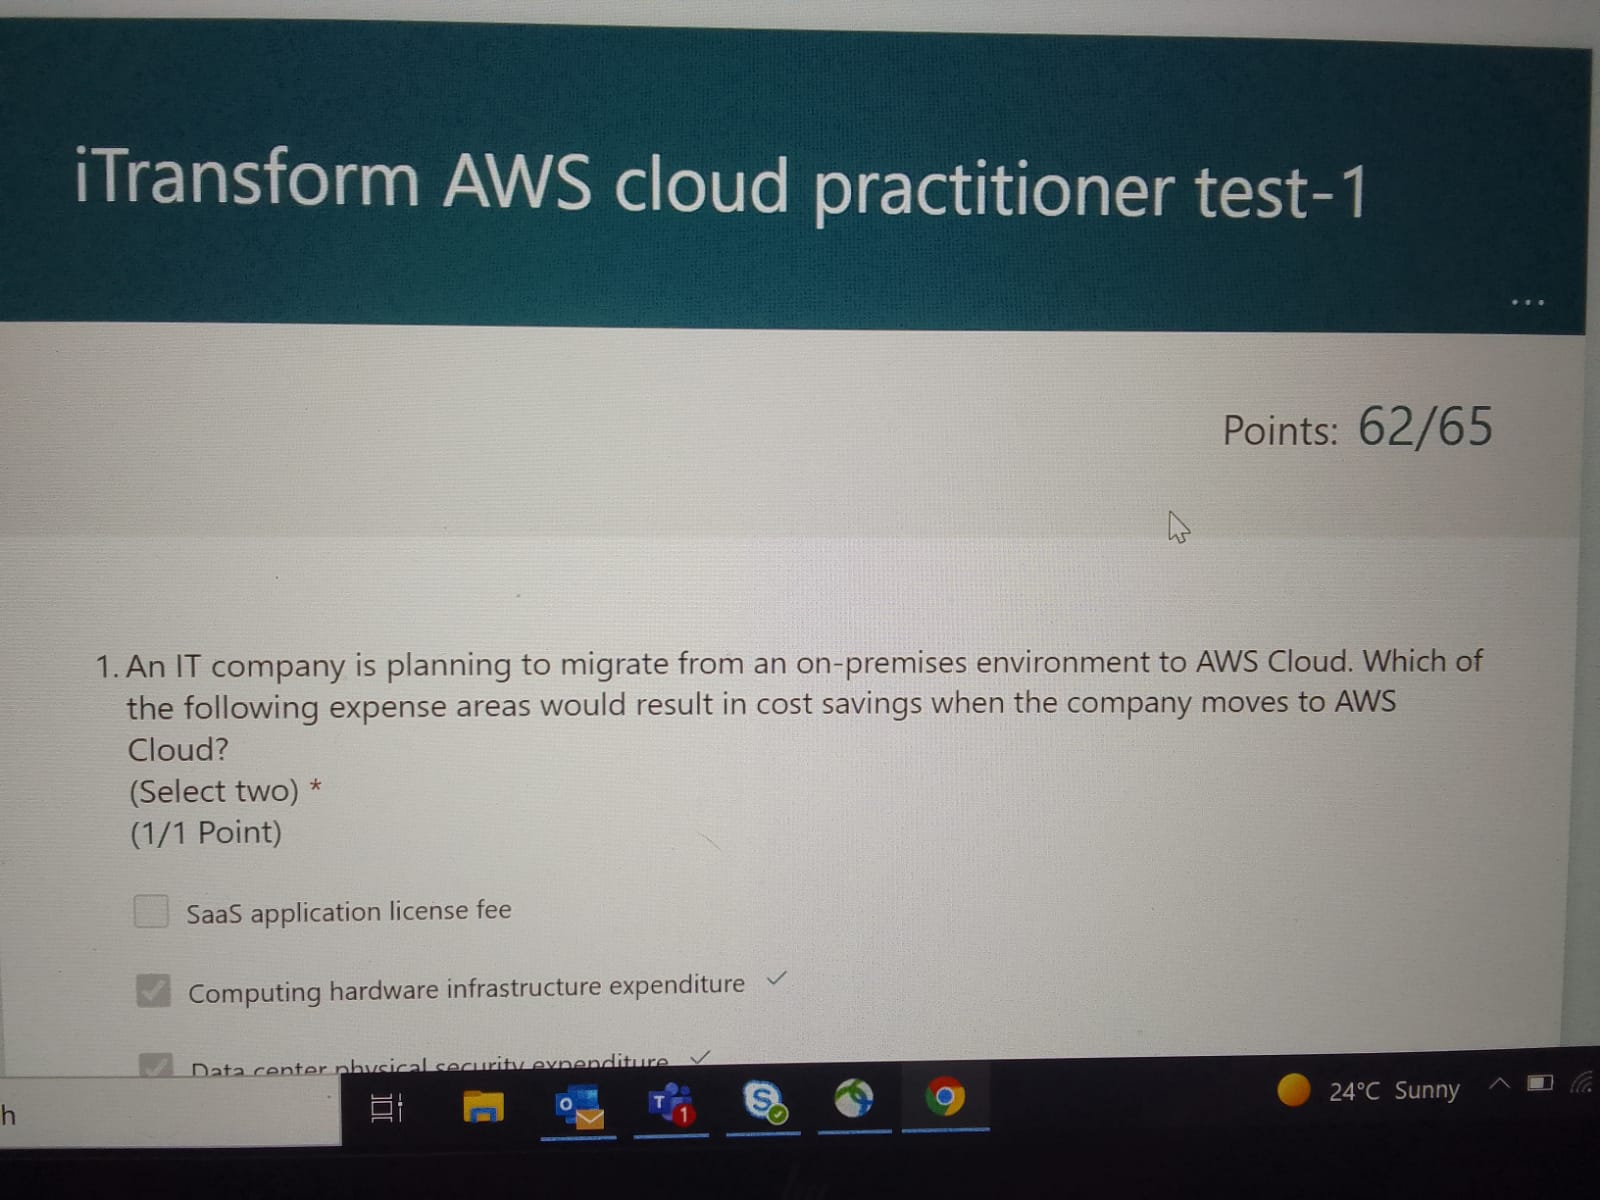 iTransform AWS cloud practitioner test-1
...
Points: 62/65
1. An IT company is planning to migrate from an on-premises environment to AWS Cloud. Which of
the following expense areas would result in cost savings when the company moves to AWS
Cloud?
(Select two) *
(1/1 Point)
SaaS application license fee
Computing hardware infrastructure expenditure
Data center physical security expenditure
h
24°C Sunny
1